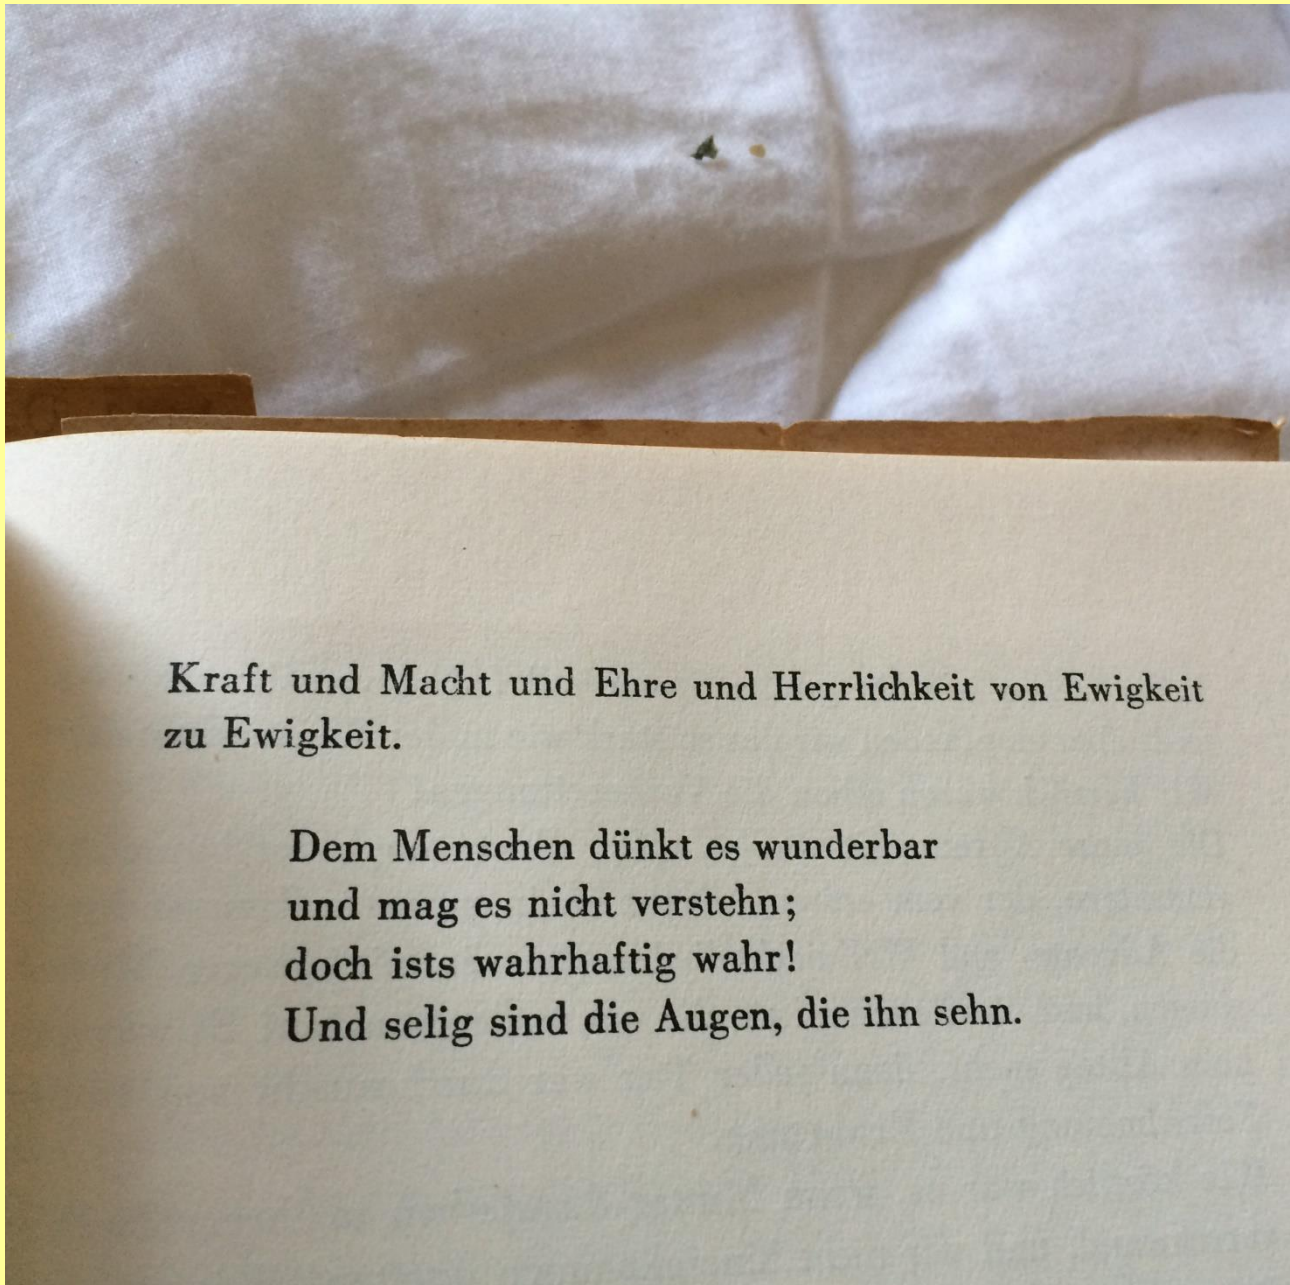 Kraft und Macht und Ehre und Herrlichkeit von Ewigkeit
zu Ewigkeit.
Dem Menschen dünkt es wunderbar
und mag es nicht verstehn;
doch ists wahrhaftig wahr!
Und selig sind die Augen, die ihn sehn.